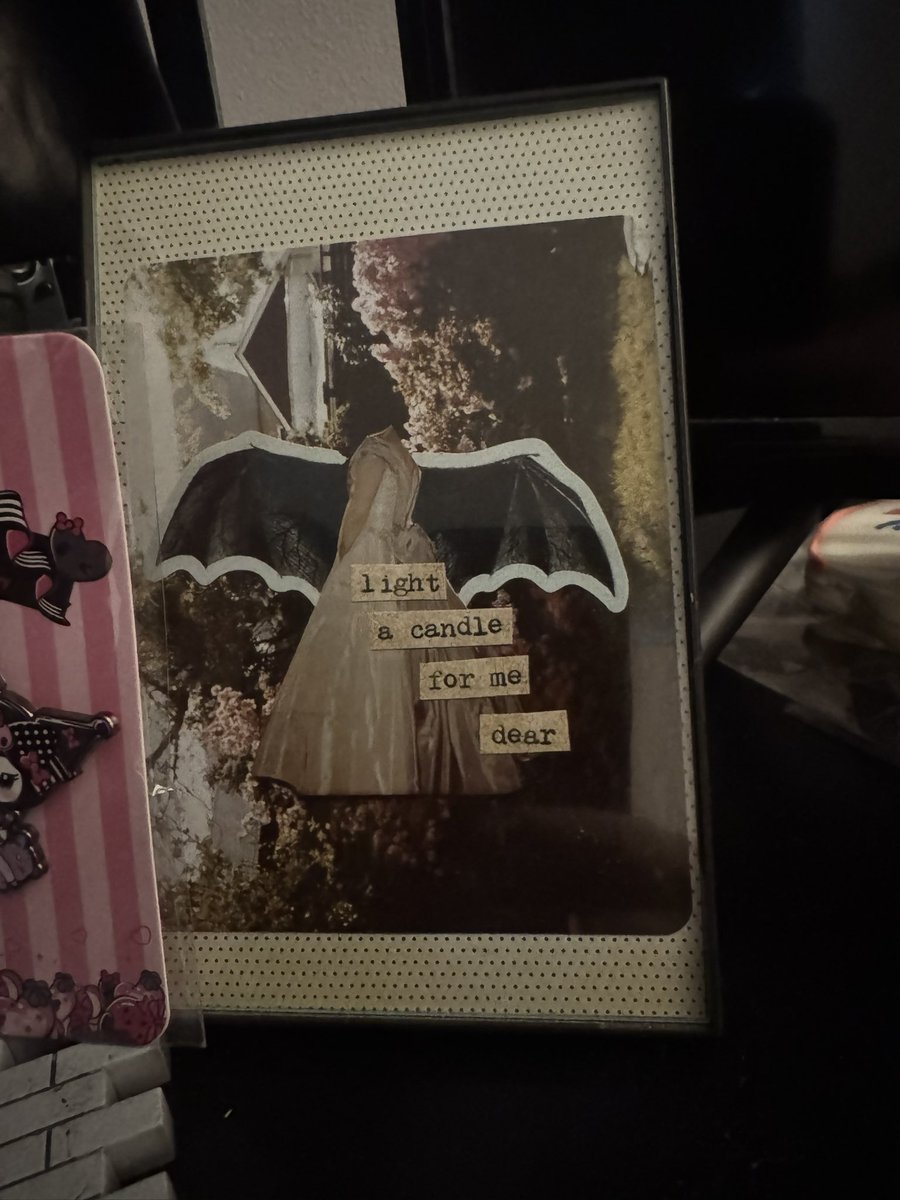 light
a candle
for me
dear